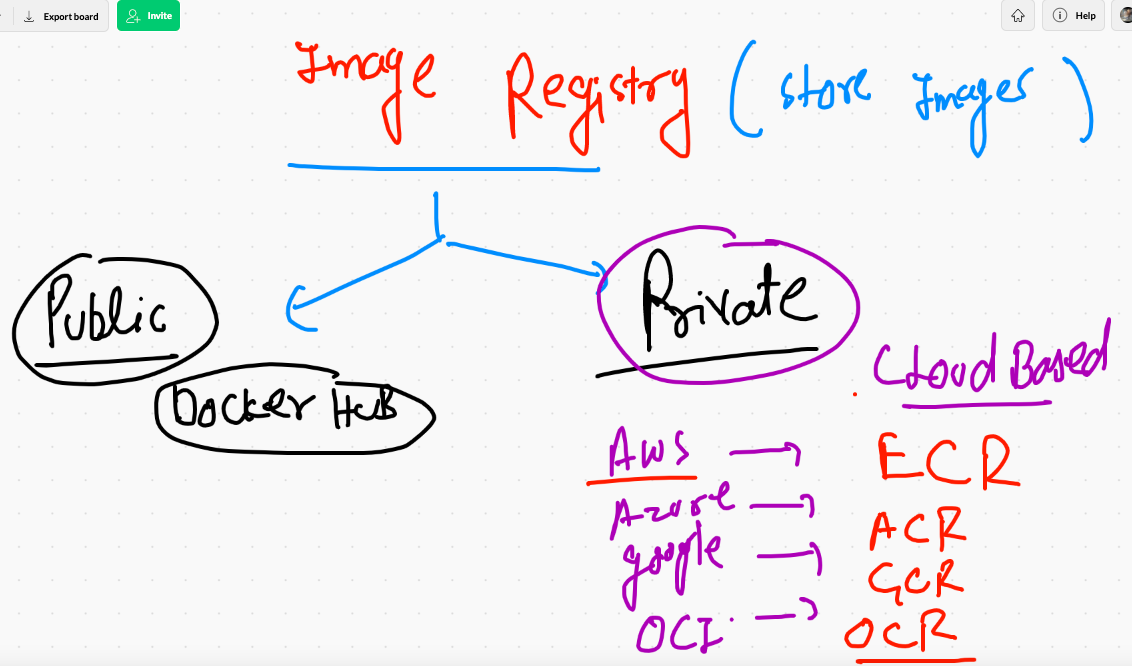 Export board Invite Help
Image Registry ( store Images )
Public Private
Cloud Based
Docker Hub
AWS → ECR
Azure → ACR
google → GCR
OCI → OCR